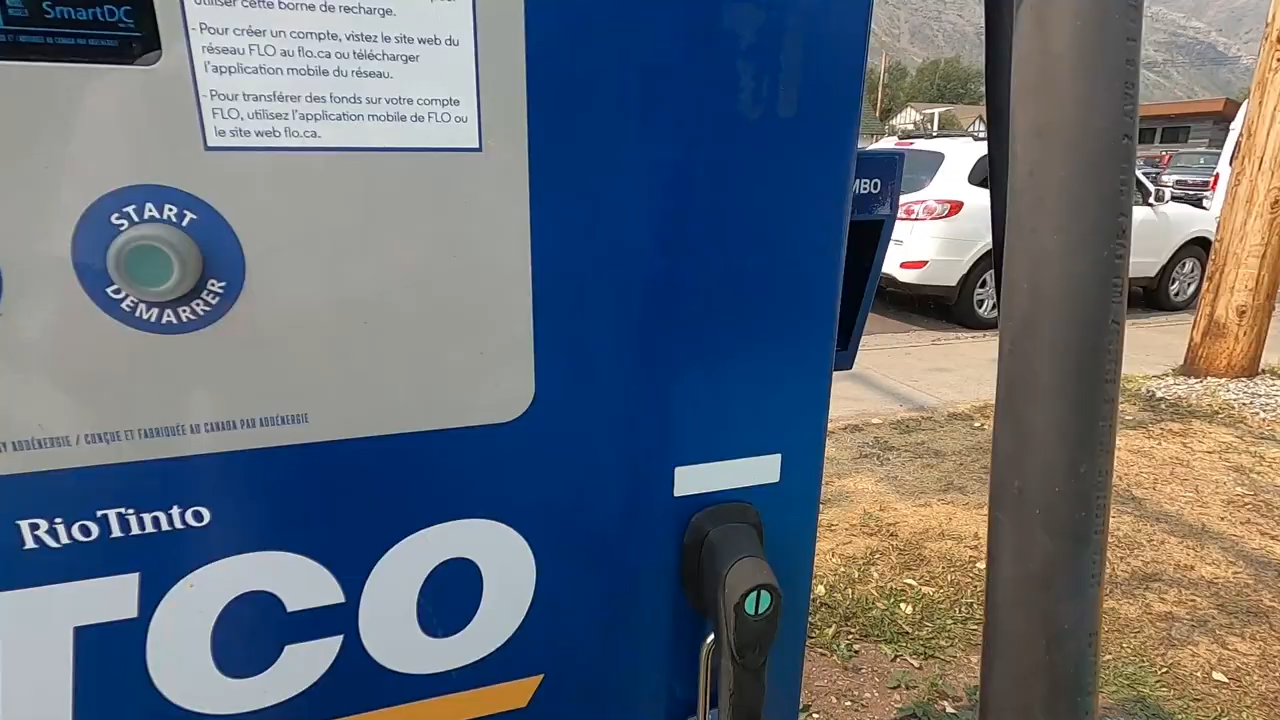 SmartDC
utiliser cette borne de recharge.
- Pour créer un compte, vistez le site web du
réseau FLO au flo.ca ou télécharger
l'application mobile du réseau.
- Pour transférer des fonds sur votre compte
FLO, utilisez l'application mobile de FLO ou
le site web flo.ca.
START
DEMARRER
ADDÉNERGIE / CONÇUE ET FABRIQUÉE AU CANADA PAR ADDÉNERGIE
RioTinto
TCO
MBO